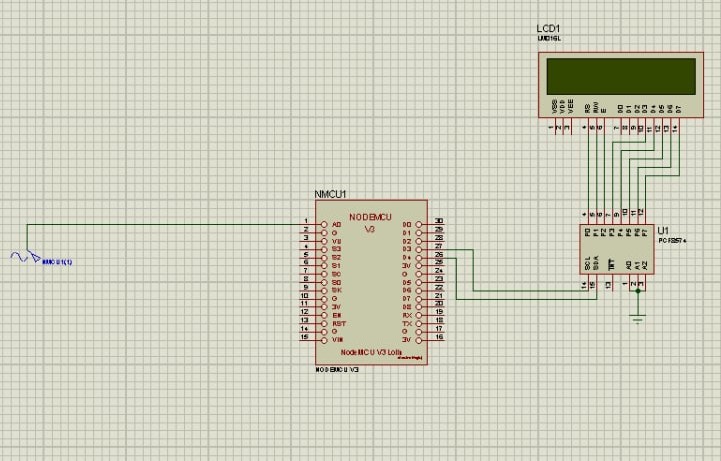 LCD1
LM016L
VSS VDD VEE RS RW E D0 D1 D2 D3 D4 D5 D6 D7
1 2 3 4 5 6 7 8 9 10 11 12 13 14
NMCU1
NODEMCU
V3
1 A0 D0 30
2 G D1 29
3 VU D2 28
4 S3 D3 27
5 S2 D4 26
6 S1 3V 25
7 SC G 24
8 S0 D5 23
9 SK D6 22
10 G D7 21
11 3V D8 20
12 EN RX 19
13 RST TX 18
14 G G 17
15 VIN 3V 16
NodeMCU V3 Lolin
NODEMCU V3
NMCU1(1)
4 5 6 7 9 10 11 12
P0 P1 P2 P3 P4 P5 P6 P7
U1
PCF8574
SCL SDA INT A0 A1 A2
14 15 13 1 2 3